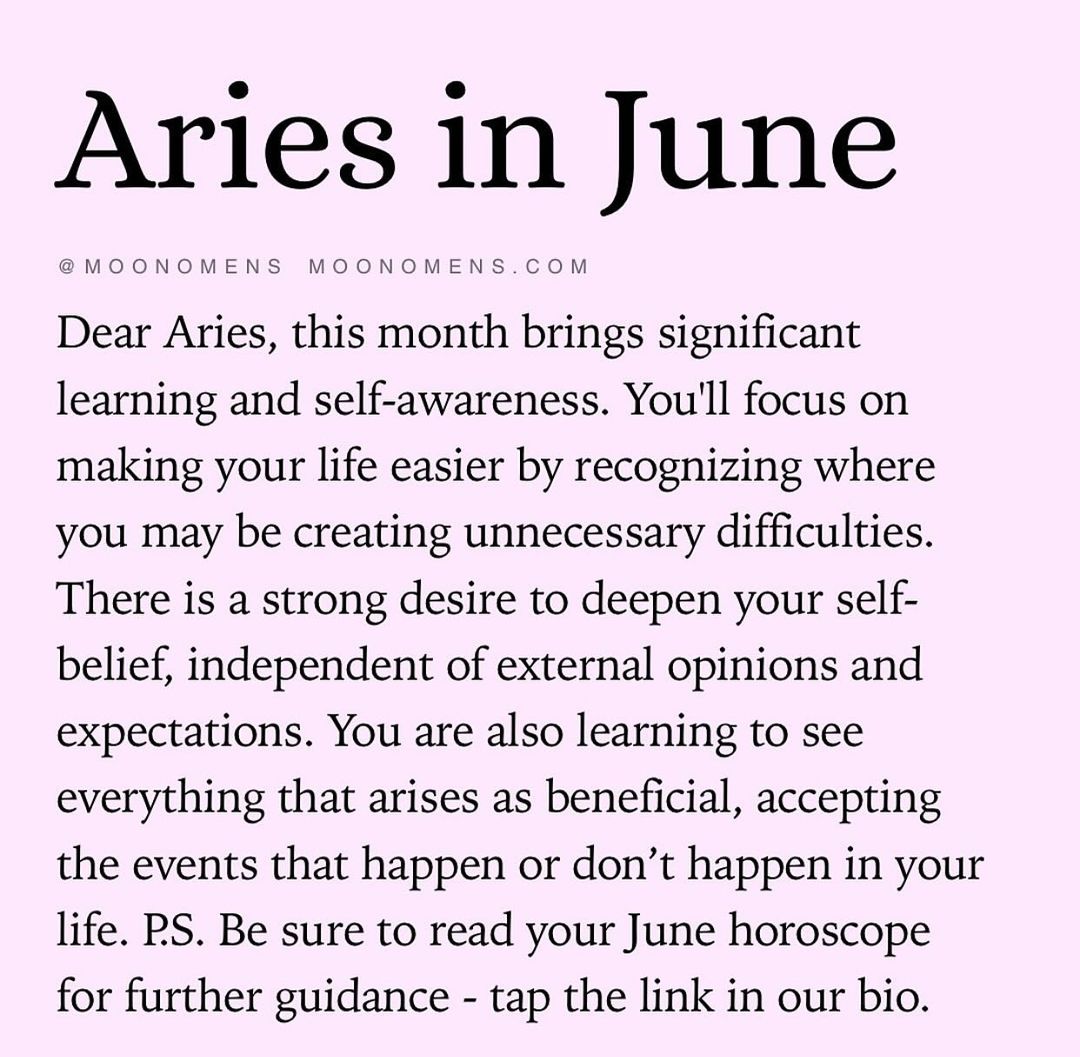 Aries in June
@MOONOMENS MOONOMENS.COM
Dear Aries, this month brings significant
learning and self-awareness. You'll focus on
making your life easier by recognizing where
you may be creating unnecessary difficulties.
There is a strong desire to deepen your self-
belief, independent of external opinions and
expectations. You are also learning to see
everything that arises as beneficial, accepting
the events that happen or don’t happen in your
life. P.S. Be sure to read your June horoscope
for further guidance - tap the link in our bio.